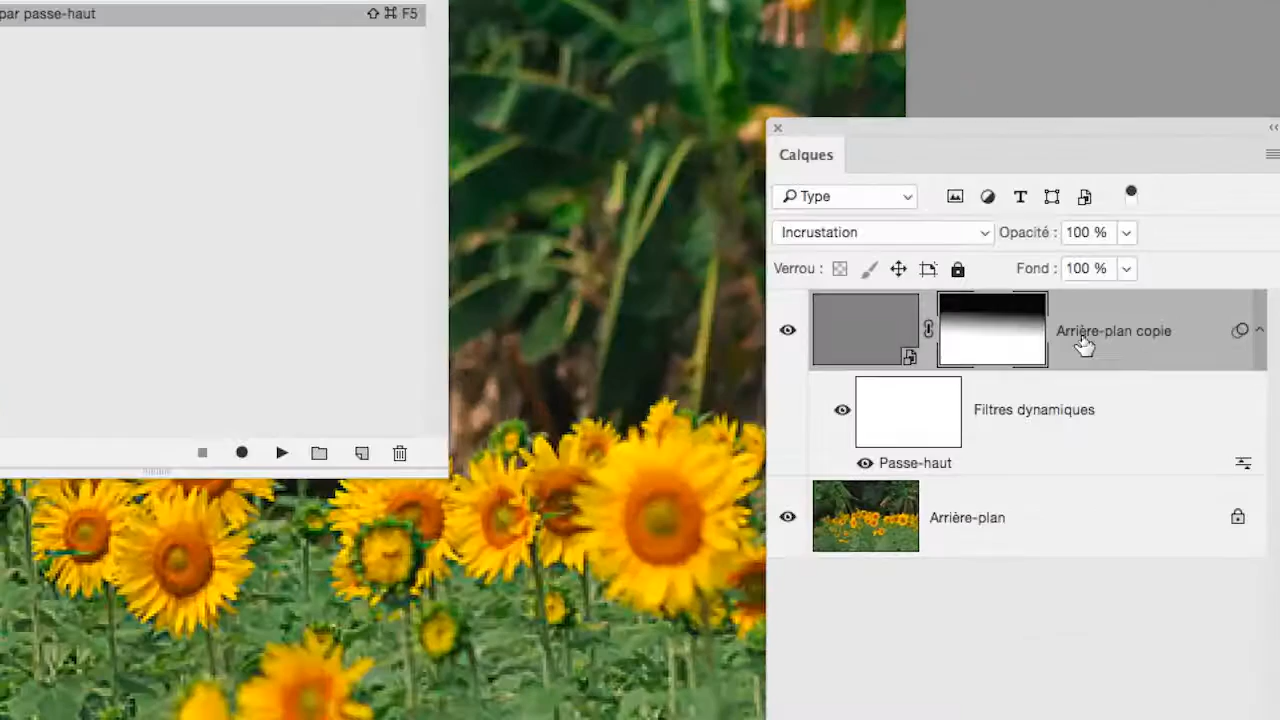 par passe-haut ⇧ ⌘ F5
Calques
Type
Incrustation Opacité : 100 %
Verrou : Fond : 100 %
Arrière-plan copie
Filtres dynamiques
Passe-haut
Arrière-plan